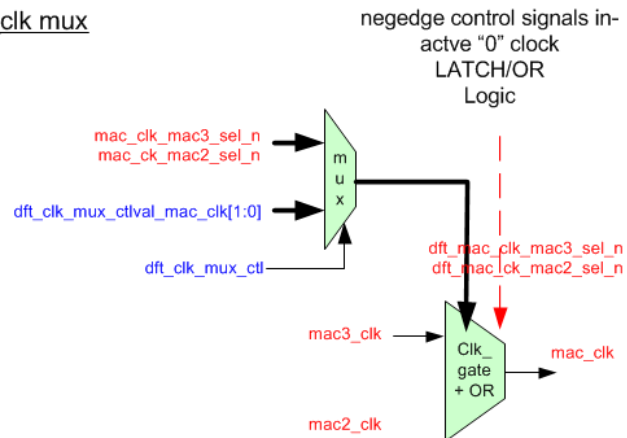 clk mux
negedge control signals in-
actve “0” clock
LATCH/OR
Logic
mac_clk_mac3_sel_n
mac_ck_mac2_sel_n
m
u
x
dft_clk_mux_ctlval_mac_clk[1:0]
dft_clk_mux_ctl
dft_mac_clk_mac3_sel_n
dft_mac_ck_mac2_sel_n
mac3_clk
Clk_
gate
+ OR
mac_clk
mac2_clk